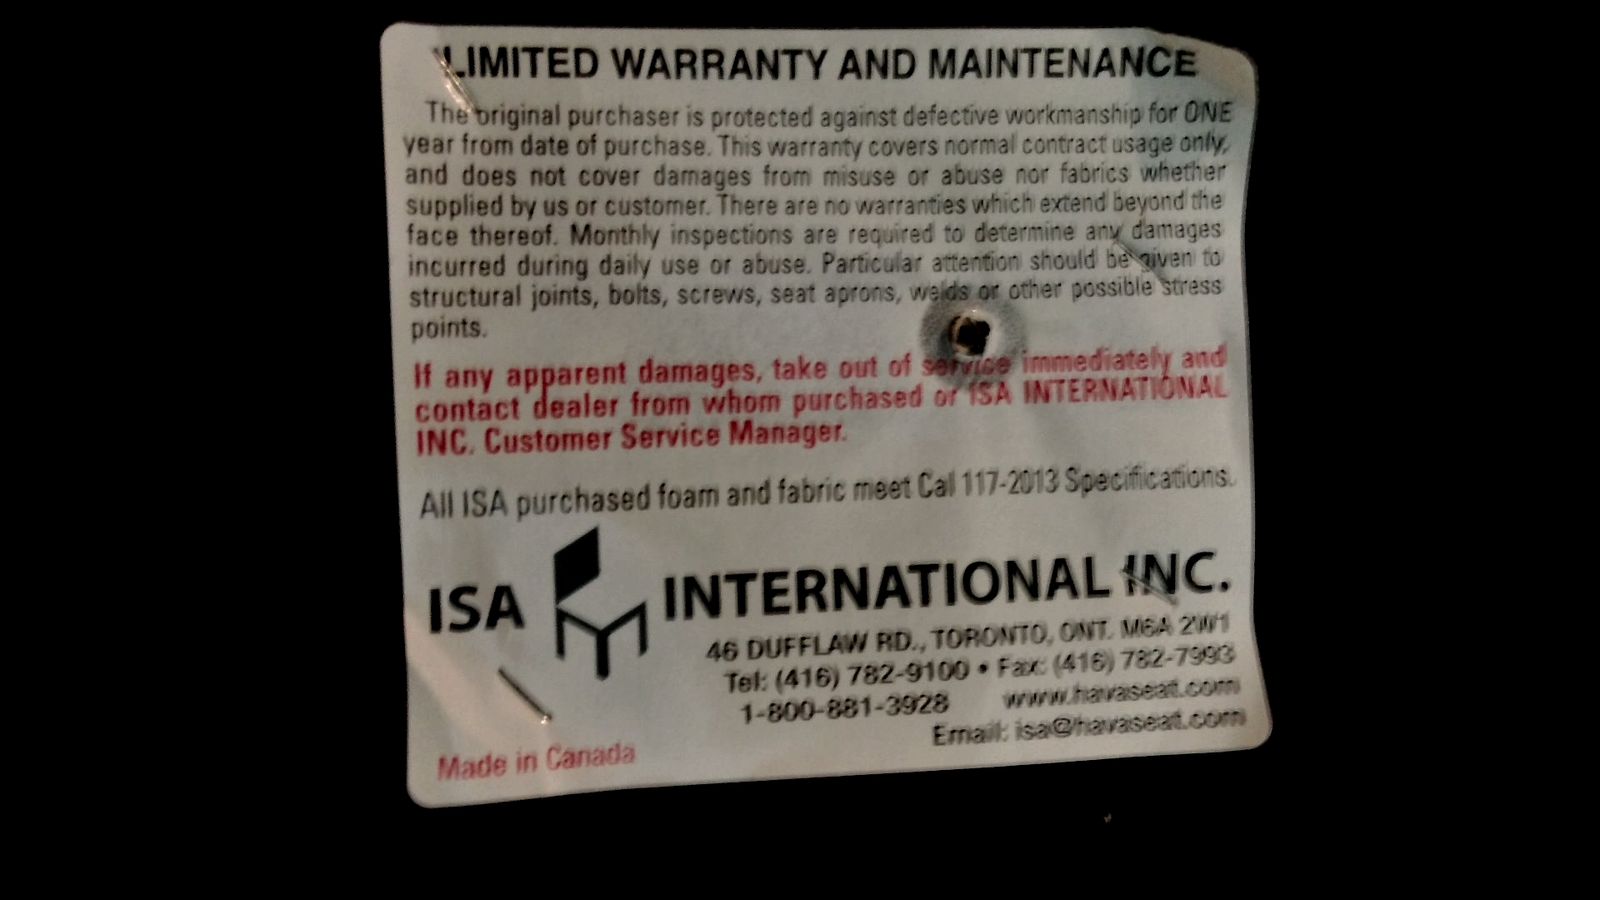 LIMITED WARRANTY AND MAINTENANCE
The original purchaser is protected against defective workmanship for ONE
year from date of purchase. This warranty covers normal contract usage only,
and does not cover damages from misuse or abuse nor fabrics whether
supplied by us or customer. There are no warranties which extend beyond the
face thereof. Monthly inspections are required to determine any damages
incurred during daily use or abuse. Particular attention should be given to
structural joints, bolts, screws, seat aprons, welds or other possible stress
points.
If any apparent damages, take out of service immediately and
contact dealer from whom purchased or ISA INTERNATIONAL
INC. Customer Service Manager.
All ISA purchased foam and fabric meet Cal 117-2013 Specifications.
ISA INTERNATIONAL INC.
46 DUFFLAW RD., TORONTO, ONT. M6A 2W1
Tel: (416) 782-9100 • Fax: (416) 782-7993
1-800-881-3928 www.havaseat.com
Email: isa@havaseat.com
Made in Canada